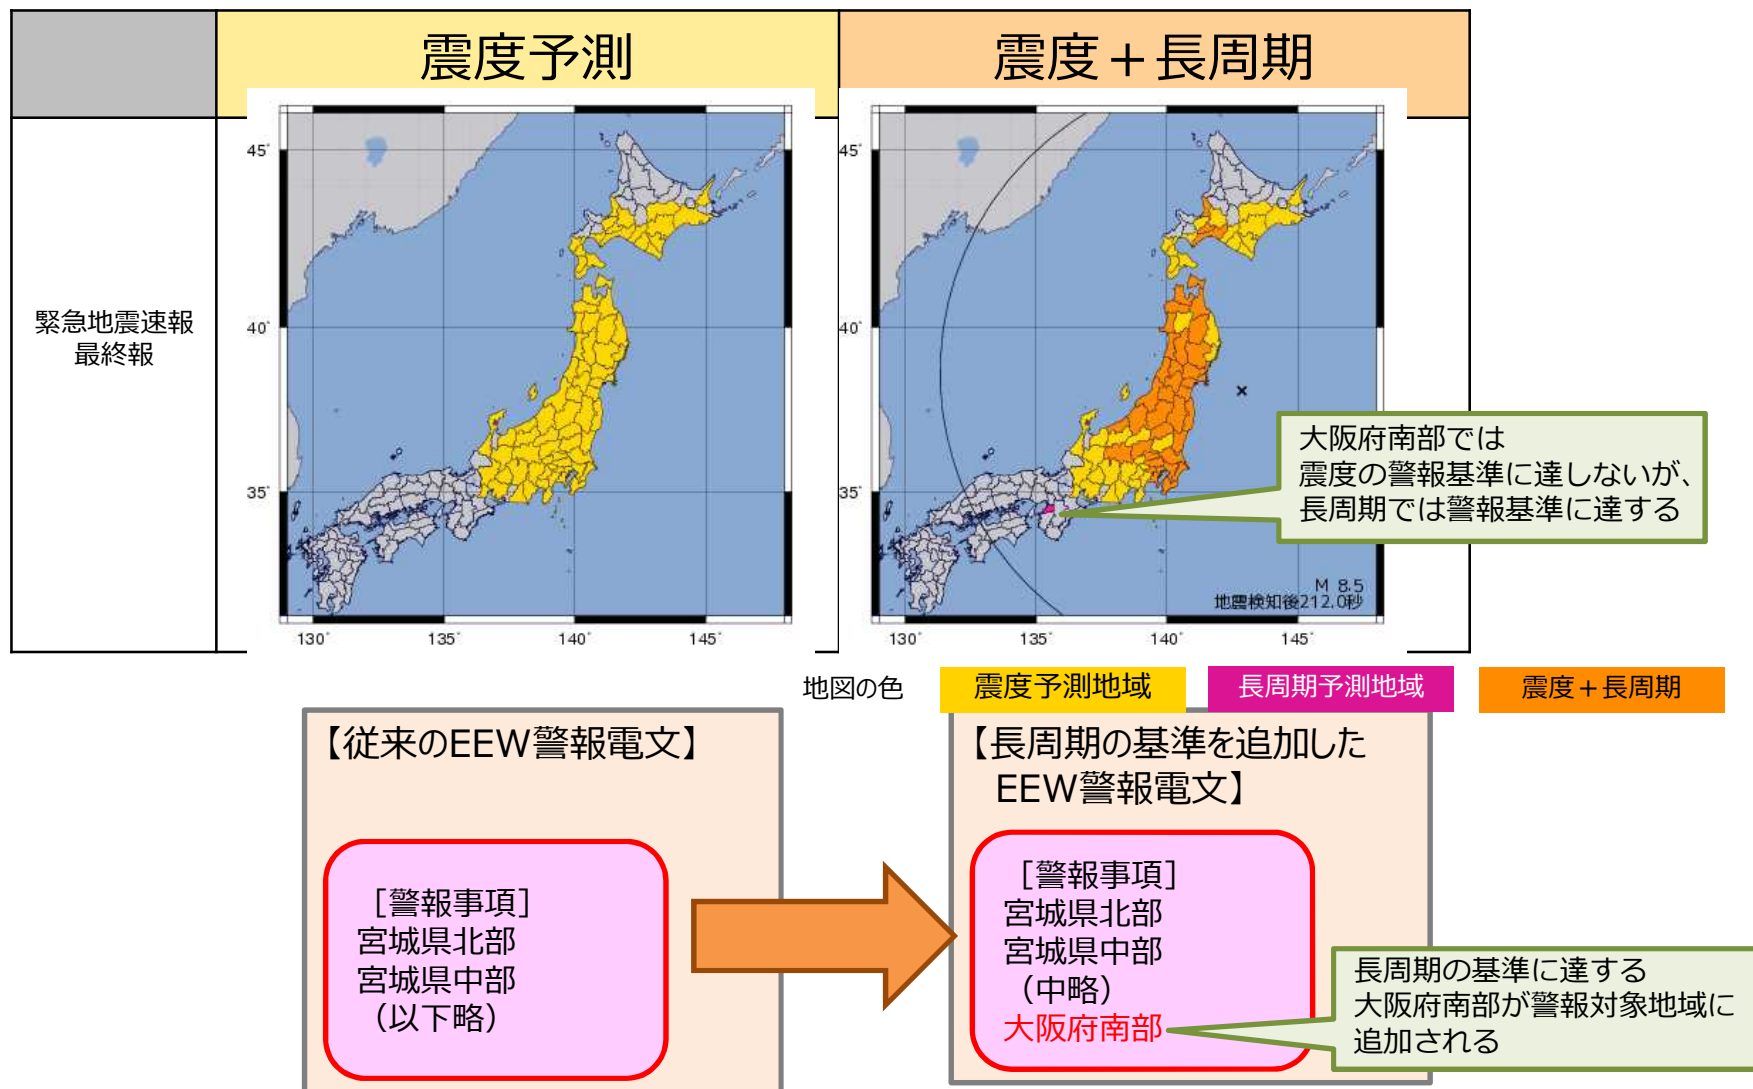 震度予測
震度＋長周期
緊急地震速報
最終報
45°
40°
35°
130°
135°
140°
145°
45°
40°
35°
130°
135°
140°
145°
M 8.5
地震検知後212.0秒
大阪府南部では
震度の警報基準に達しないが、
長周期では警報基準に達する
地図の色
震度予測地域
長周期予測地域
震度＋長周期
【従来のEEW警報電文】
［警報事項］
宮城県北部
宮城県中部
（以下略）
【長周期の基準を追加した
EEW警報電文】
［警報事項］
宮城県北部
宮城県中部
（中略）
大阪府南部
長周期の基準に達する
大阪府南部が警報対象地域に
追加される